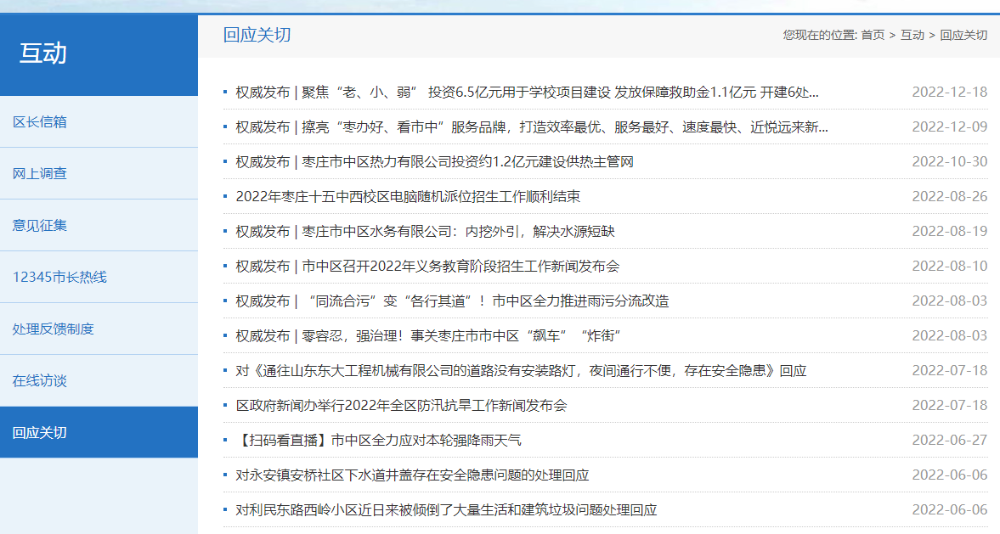 互动
回应关切
您现在的位置: 首页 > 互动 > 回应关切
区长信箱
网上调查
意见征集
12345市长热线
处理反馈制度
在线访谈
回应关切
权威发布 | 聚焦“老、小、弱” 投资6.5亿元用于学校项目建设 发放保障救助金1.1亿元 开建6处... 2022-12-18
权威发布 | 擦亮“枣办好、看市中”服务品牌，打造效率最优、服务最好、速度最快、近悦远来新... 2022-12-09
权威发布 | 枣庄市中区热力有限公司投资约1.2亿元建设供热主管网 2022-10-30
2022年枣庄十五中西校区电脑随机派位招生工作顺利结束 2022-08-26
权威发布 | 枣庄市中区水务有限公司：内挖外引，解决水源短缺 2022-08-19
权威发布 | 市中区召开2022年义务教育阶段招生工作新闻发布会 2022-08-10
权威发布 | “同流合污”变“各行其道”！市中区全力推进雨污分流改造 2022-08-03
权威发布 | 零容忍，强治理！事关枣庄市市中区“飙车”“炸街” 2022-08-03
对《通往山东东大工程机械有限公司的道路没有安装路灯，夜间通行不便，存在安全隐患》回应 2022-07-18
区政府新闻办举行2022年全区防汛抗旱工作新闻发布会 2022-07-18
【扫码看直播】市中区全力应对本轮强降雨天气 2022-06-27
对永安镇安桥社区下水道井盖存在安全隐患问题的处理回应 2022-06-06
对利民东路西岭小区近日来被倾倒了大量生活和建筑垃圾问题处理回应 2022-06-06